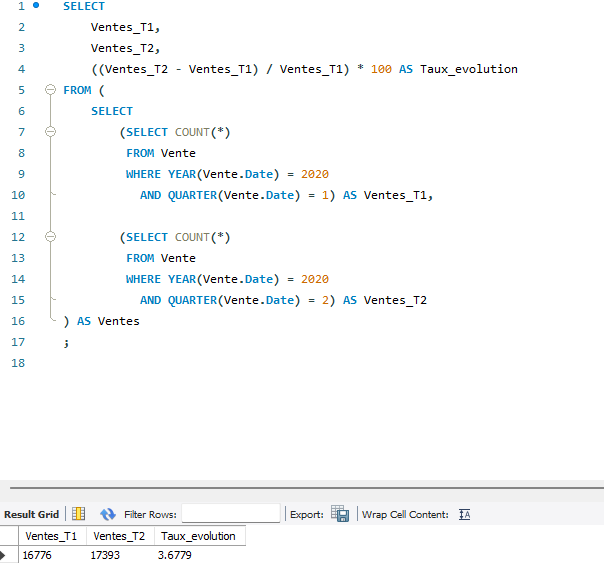 1 SELECT
2 Ventes_T1,
3 Ventes_T2,
4 ((Ventes_T2 - Ventes_T1) / Ventes_T1) * 100 AS Taux_evolution
5 FROM (
6 SELECT
7 (SELECT COUNT(*)
8 FROM Vente
9 WHERE YEAR(Vente.Date) = 2020
10 AND QUARTER(Vente.Date) = 1) AS Ventes_T1,
11
12 (SELECT COUNT(*)
13 FROM Vente
14 WHERE YEAR(Vente.Date) = 2020
15 AND QUARTER(Vente.Date) = 2) AS Ventes_T2
16 ) AS Ventes
17 ;
18
Result Grid Filter Rows: Export: Wrap Cell Content:
Ventes_T1 Ventes_T2 Taux_evolution
16776 17393 3.6779